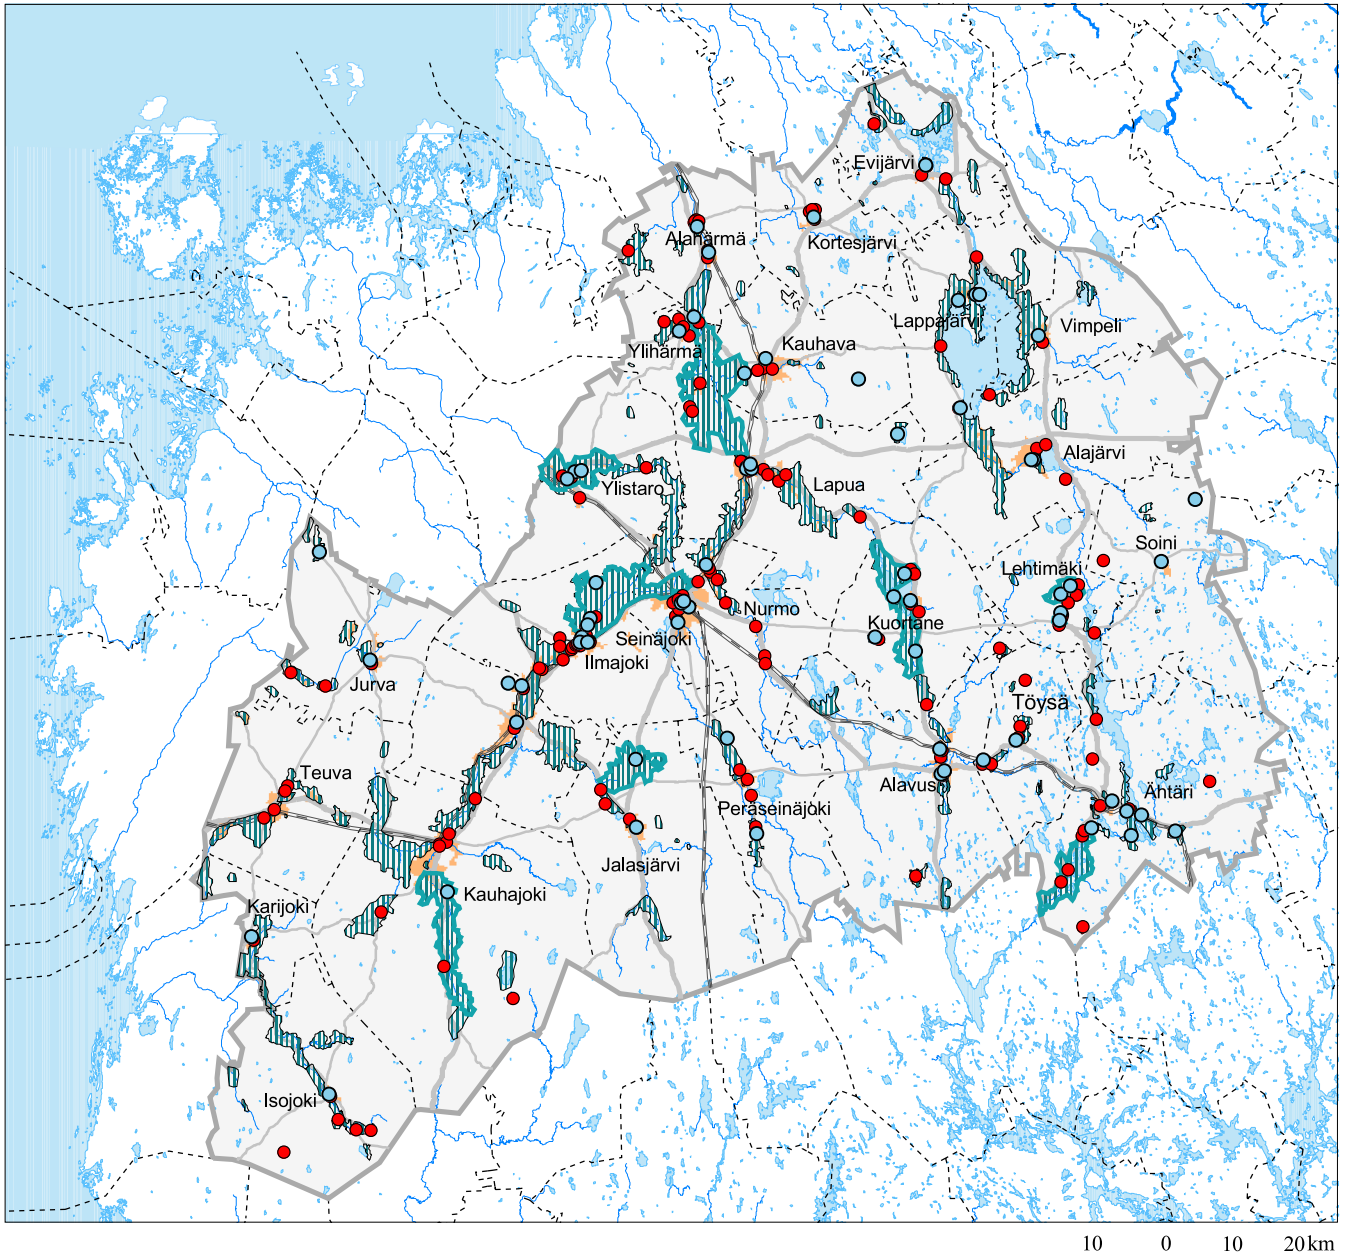 Evijärvi
Alahärmä
Kortesjärvi
Lappajärvi
Vimpeli
Ylihärmä
Kauhava
Alajärvi
Ylistaro
Lapua
Soini
Lehtimäki
Nurmo
Kuortane
Seinäjoki
Ilmajoki
Jurva
Töysä
Teuva
Alavus
Ähtäri
Peräseinäjoki
Jalasjärvi
Kauhajoki
Karijoki
Isojoki
10 0 10 20 km